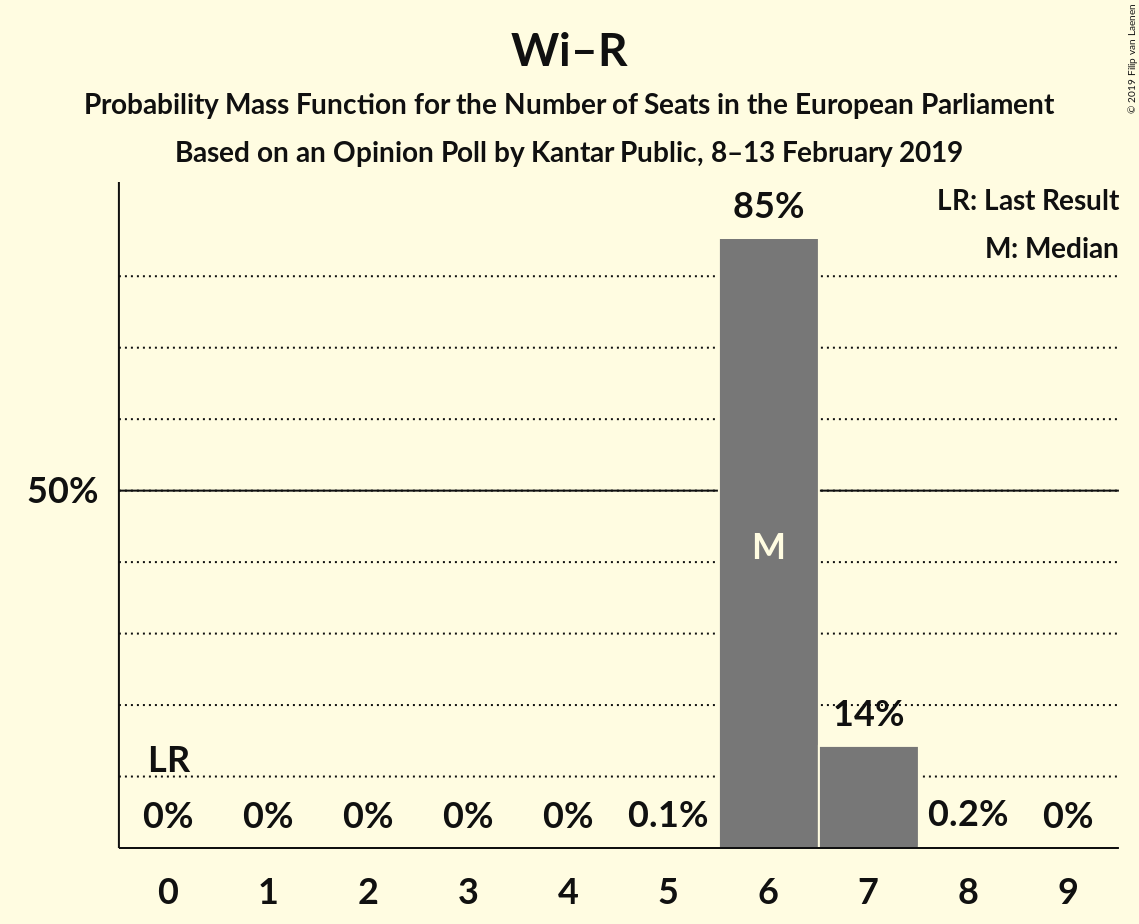 Wi–R
Probability Mass Function for the Number of Seats in the European Parliament
Based on an Opinion Poll by Kantar Public, 8–13 February 2019
© 2019 Filip van Laenen
LR: Last Result
M: Median
85%
50%
M
14%
LR
0% 0% 0% 0% 0% 0.1% 0.2% 0%
0 1 2 3 4 5 6 7 8 9